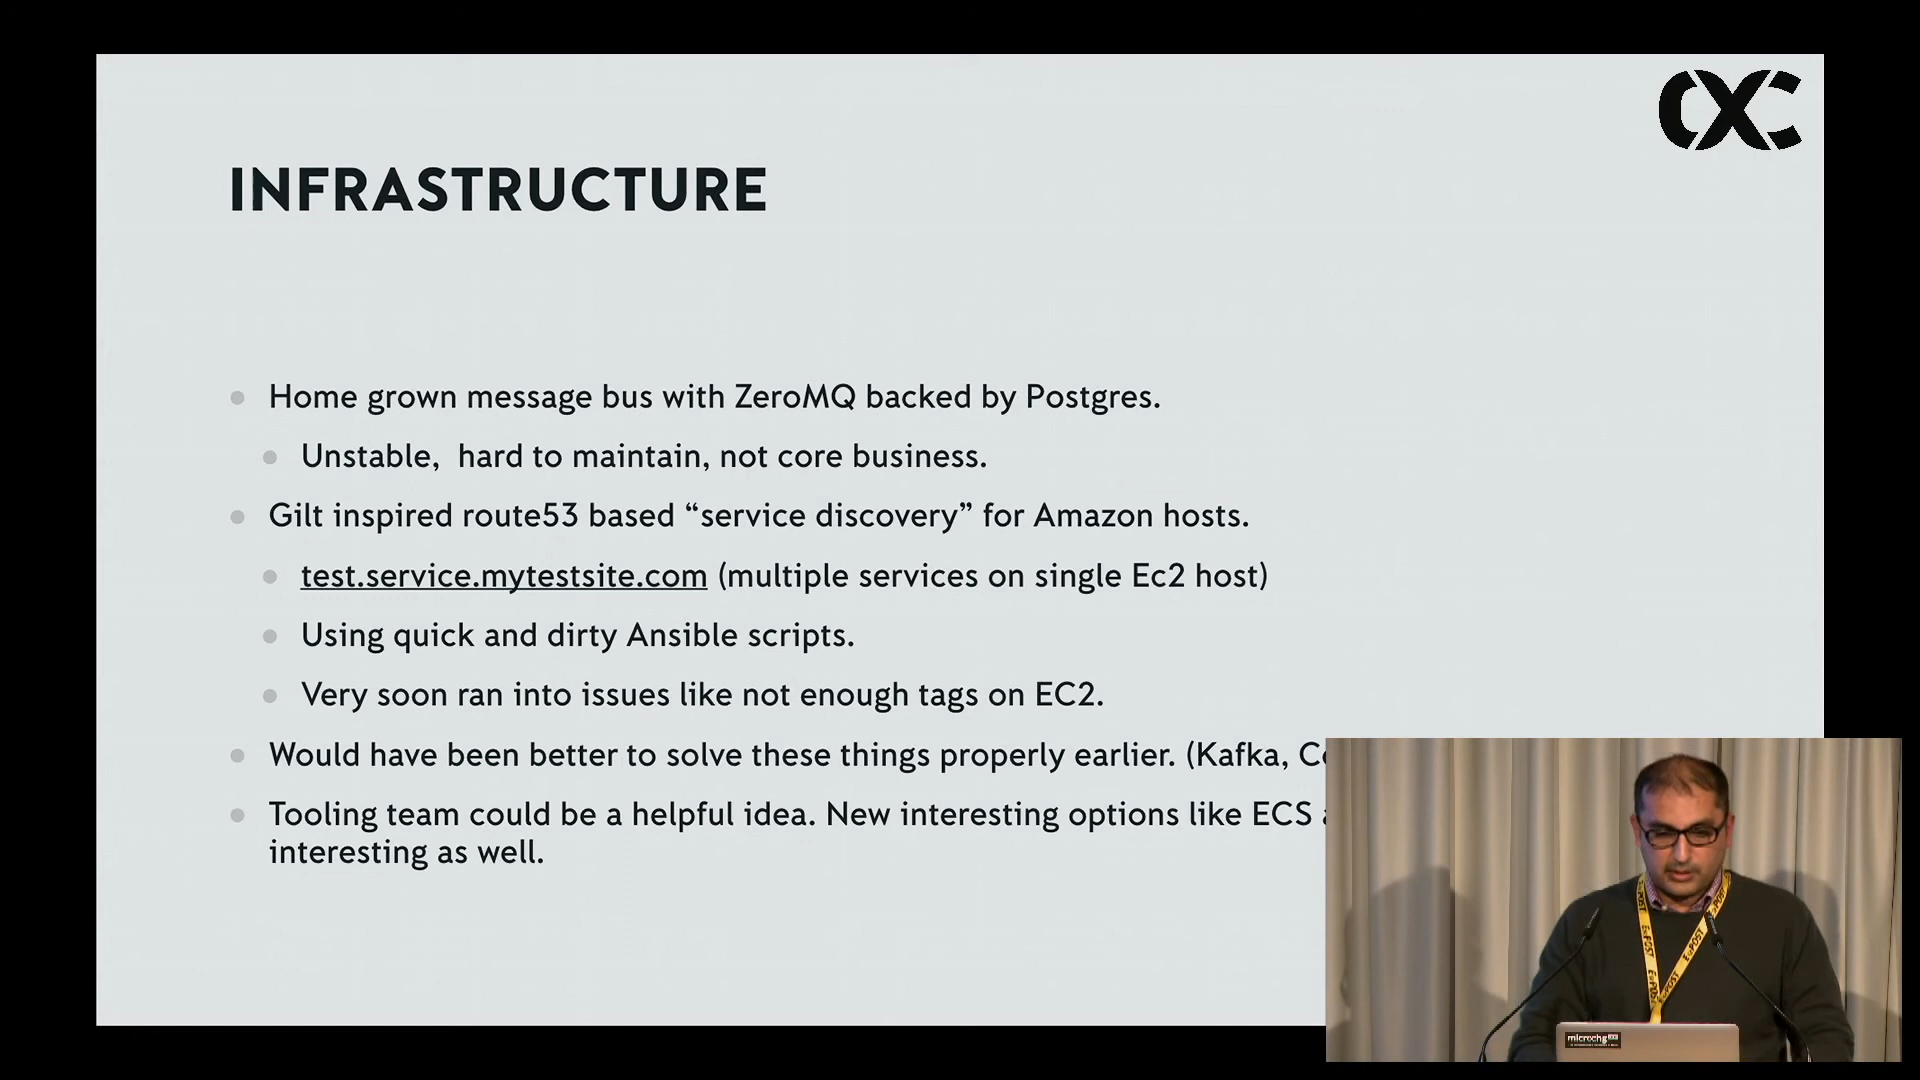 INFRASTRUCTURE
Home grown message bus with ZeroMQ backed by Postgres.
Unstable,  hard to maintain, not core business.
Gilt inspired route53 based “service discovery” for Amazon hosts.
test.service.mytestsite.com (multiple services on single Ec2 host)
Using quick and dirty Ansible scripts.
Very soon ran into issues like not enough tags on EC2.
Would have been better to solve these things properly earlier. (Kafka,
Tooling team could be a helpful idea. New interesting options like ECS
interesting as well.